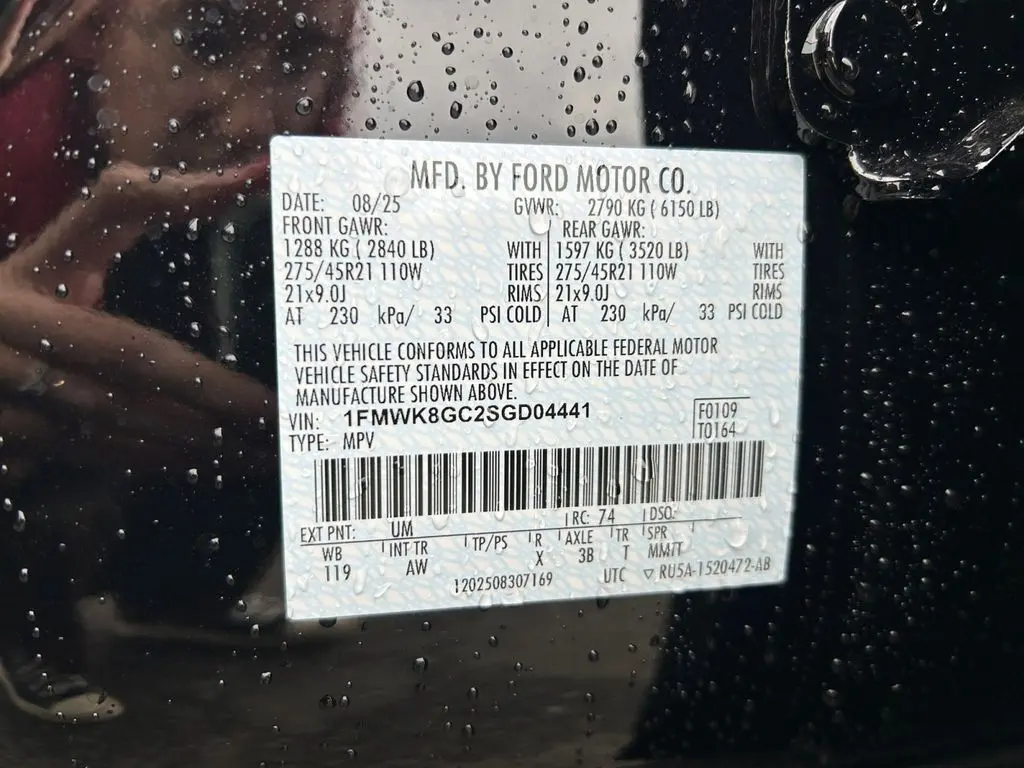 MFD. BY FORD MOTOR CO.
DATE: 08/25 GVWR: 2790 KG ( 6150 LB)
FRONT GAWR: REAR GAWR:
1288 KG ( 2840 LB) WITH 1597 KG ( 3520 LB) WITH
275/45R21 110W TIRES 275/45R21 110W TIRES
21x9.0J RIMS 21x9.0J RIMS
AT 230 kPa/ 33 PSI COLD AT 230 kPa/ 33 PSI COLD
THIS VEHICLE CONFORMS TO ALL APPLICABLE FEDERAL MOTOR
VEHICLE SAFETY STANDARDS IN EFFECT ON THE DATE OF
MANUFACTURE SHOWN ABOVE.
VIN: 1FMWK8GC2SGD04441 F0109
TYPE: MPV T0164
EXT PNT: UM RC: 74 DSO:
WB INT TR TP/PS R AXLE TR SPR
119 AW X 3B T MM7T
1202508307169 UTC ▽ RU5A-1520472-AB